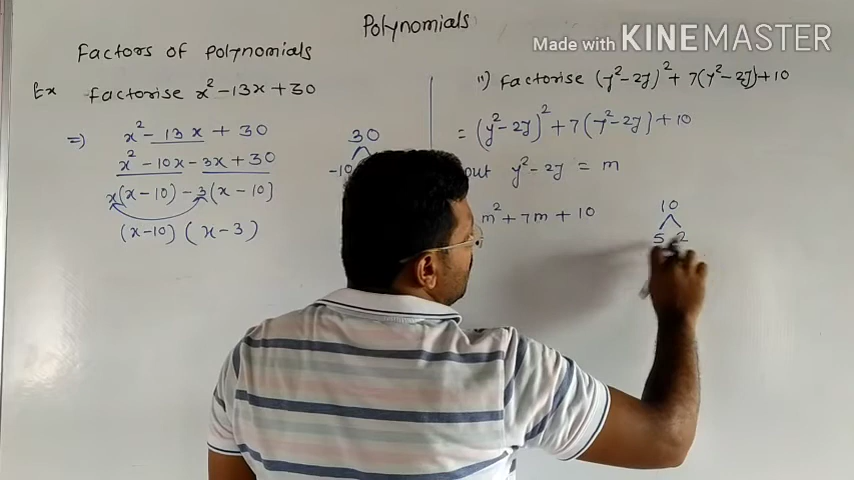 Polynomials
Made with KINEMASTER
Factors of polynomials
Ex Factorise x² - 13x + 30
=) x² - 13x + 30
x² - 10x - 3x + 30
x(x-10) - 3(x-10]
(x-10) (x-3)
30
-10
") Factorise (y² - 2y)² + 7(y² - 2y) + 10
= (y² - 2y)² + 7(y² - 2y] + 10
put y² - 2y = m
m² + 7m + 10
10
5 2